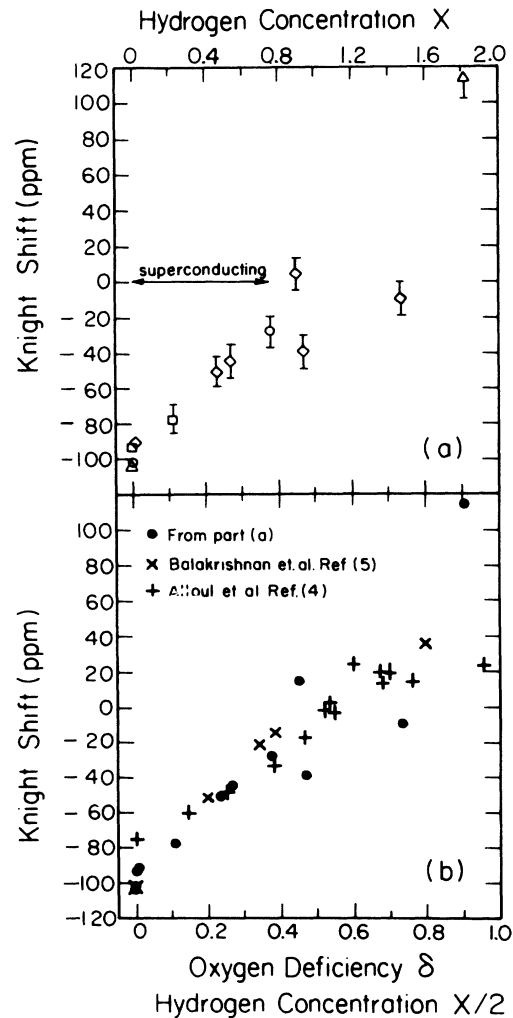 Hydrogen Concentration X
0 0.4 0.8 1.2 1.6 2.0
120
100
80
60
40
20
0
-20
-40
-60
-80
-100
Knight Shift (ppm)
superconducting
(a)
100
80
60
40
20
0
-20
-40
-60
-80
-100
-120
Knight Shift (ppm)
● From part (a)
× Balakrishnan et.al. Ref (5)
+ Alloul et al Ref.(4)
(b)
0 0.2 0.4 0.6 0.8 1.0
Oxygen Deficiency δ
Hydrogen Concentration X/2